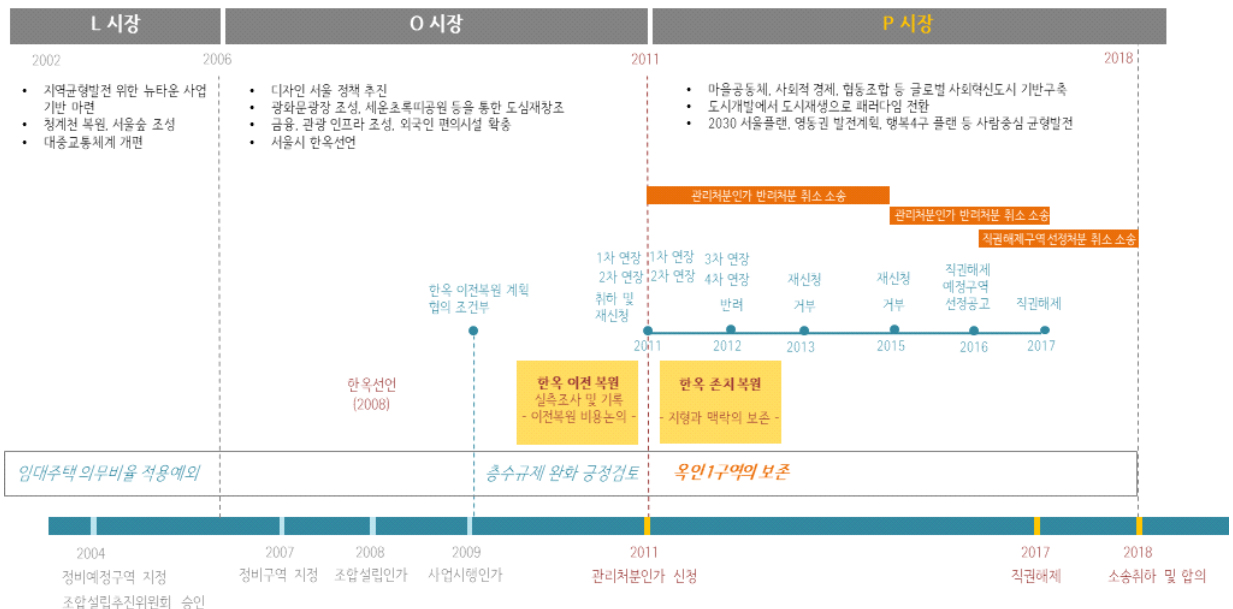 L 시장
O 시장
P 시장
2002
2006
2011
2018
• 지역균형발전 위한 뉴타운 사업
기반 마련
• 청계천 복원, 서울숲 조성
• 대중교통체계 개편
• 디자인 서울 정책 추진
• 광화문광장 조성, 세운초록띠공원 등을 통한 도심재창조
• 금융, 관광 인프라 조성, 외국인 편의시설 확충
• 서울시 한옥선언
• 마을공동체, 사회적 경제, 협동조합 등 글로벌 사회혁신도시 기반구축
• 도시개발에서 도시재생으로 패러다임 전환
• 2030 서울플랜, 영동권 발전계획, 행복4구 플랜 등 사람중심 균형발전
관리처분인가 반려처분 취소 소송
관리처분인가 반려처분 취소 소송
직권해제구역 선정처분 취소 소송
한옥 이전복원 계획
협의 조건부
1차 연장
2차 연장
취하 및
재신청
1차 연장
2차 연장
3차 연장
4차 연장
반려
재신청
거부
재신청
거부
직권해제
예정구역
선정공고
직권해제
2011
2012
2013
2015
2016
2017
한옥선언
(2008)
한옥 이전 복원
실측조사 및 기록
- 이전복원 비용논의 -
한옥 존치 복원
- 지형과 맥락의 보존 -
임대주택 의무비율 적용예외
층수규제 완화 긍정검토
옥인1구역의 보존
2004
정비예정구역 지정
조합설립추진위원회 승인
2007
정비구역 지정
2008
조합설립인가
2009
사업시행인가
2011
관리처분인가 신청
2017
직권해제
2018
소송취하 및 합의